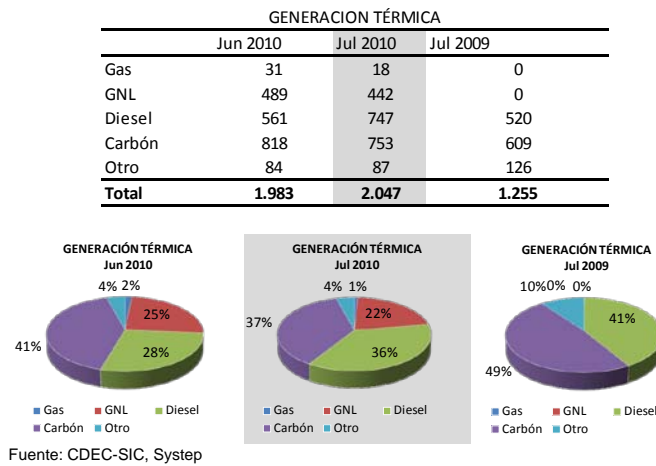 GENERACION TÉRMICA
Jun 2010 Jul 2010 Jul 2009
Gas 31 18 0
GNL 489 442 0
Diesel 561 747 520
Carbón 818 753 609
Otro 84 87 126
Total 1.983 2.047 1.255
GENERACIÓN TÉRMICA
Jun 2010
4% 2%
25%
41%
28%
Gas GNL Diesel
Carbón Otro
GENERACIÓN TÉRMICA
Jul 2010
4% 1%
22%
37%
36%
Gas GNL Diesel
Carbón Otro
GENERACIÓN TÉRMICA
Jul 2009
10% 0% 0%
41%
49%
Gas GNL Diesel
Carbón Otro
Fuente: CDEC-SIC, Systep